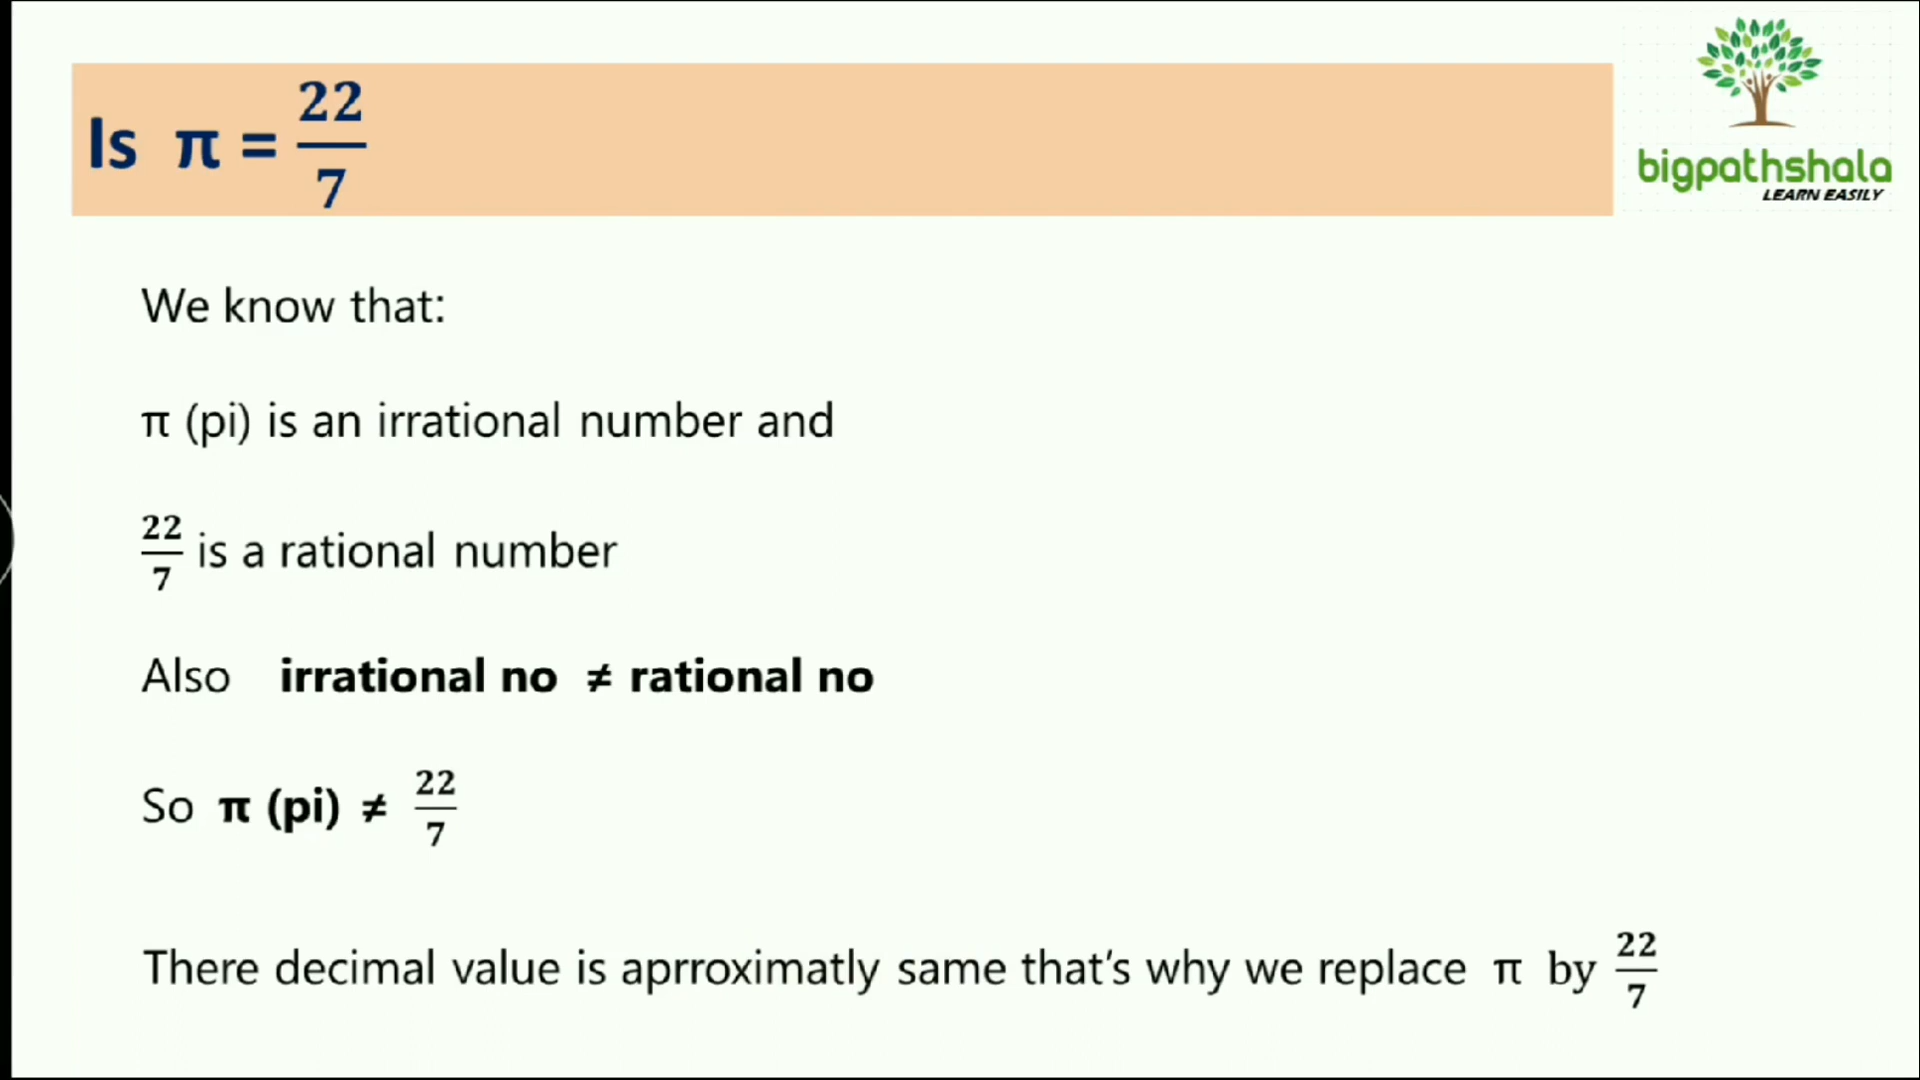 Is π = 22/7
bigpathshala
LEARN EASILY
We know that:
π (pi) is an irrational number and
22/7 is a rational number
Also irrational no ≠ rational no
So π (pi) ≠ 22/7
There decimal value is aprroximatly same that's why we replace π by 22/7